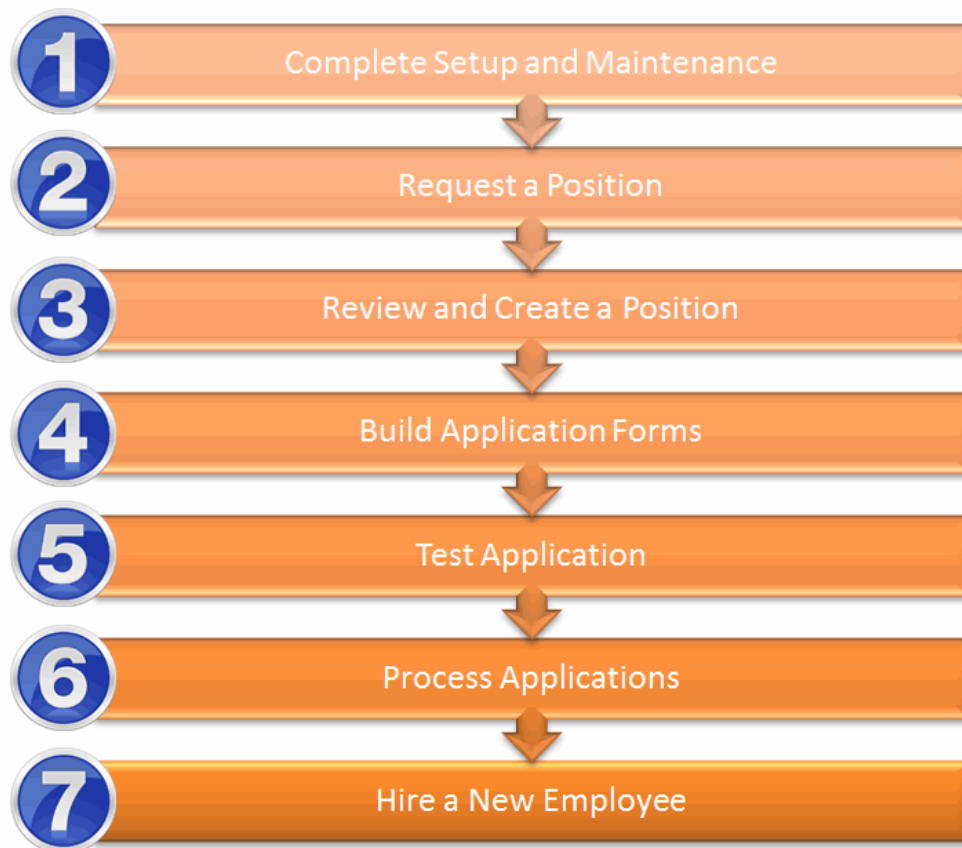 1 Complete Setup and Maintenance
2 Request a Position
3 Review and Create a Position
4 Build Application Forms
5 Test Application
6 Process Applications
7 Hire a New Employee